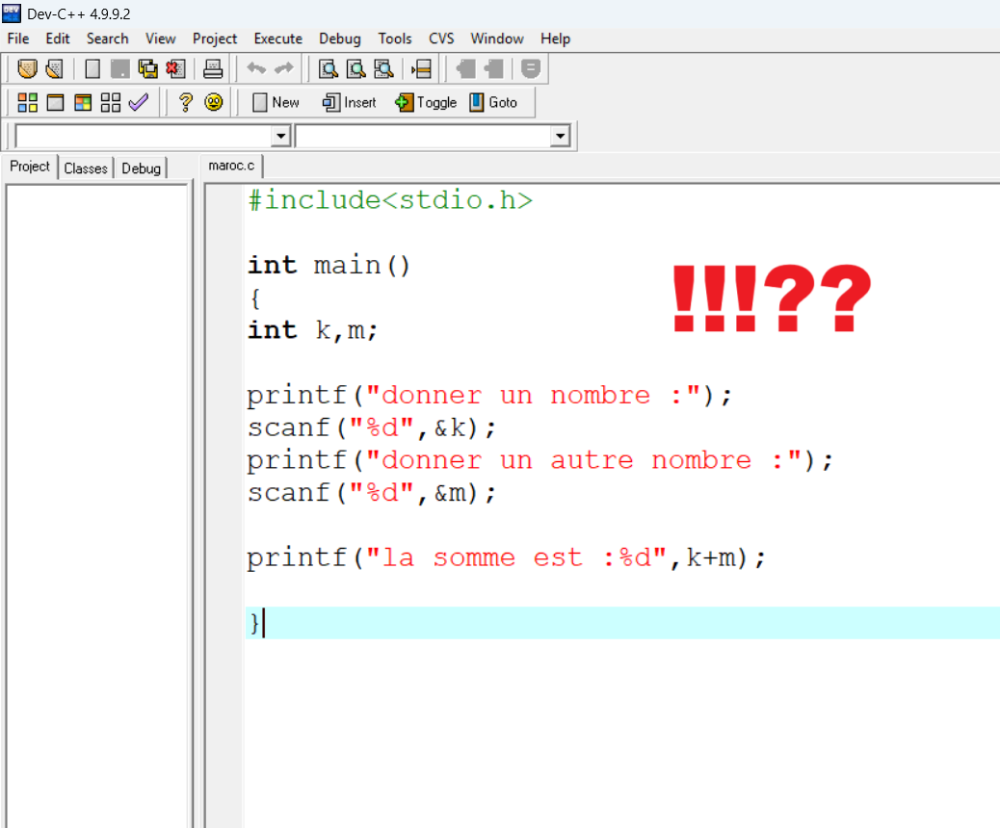 Dev-C++ 4.9.9.2
File Edit Search View Project Execute Debug Tools CVS Window Help
New Insert Toggle Goto
Project Classes Debug maroc.c
#include<stdio.h>
int main()
{
int k,m;
!!!??
printf("donner un nombre :");
scanf("%d",&k);
printf("donner un autre nombre :");
scanf("%d",&m);
printf("la somme est :%d",k+m);
}